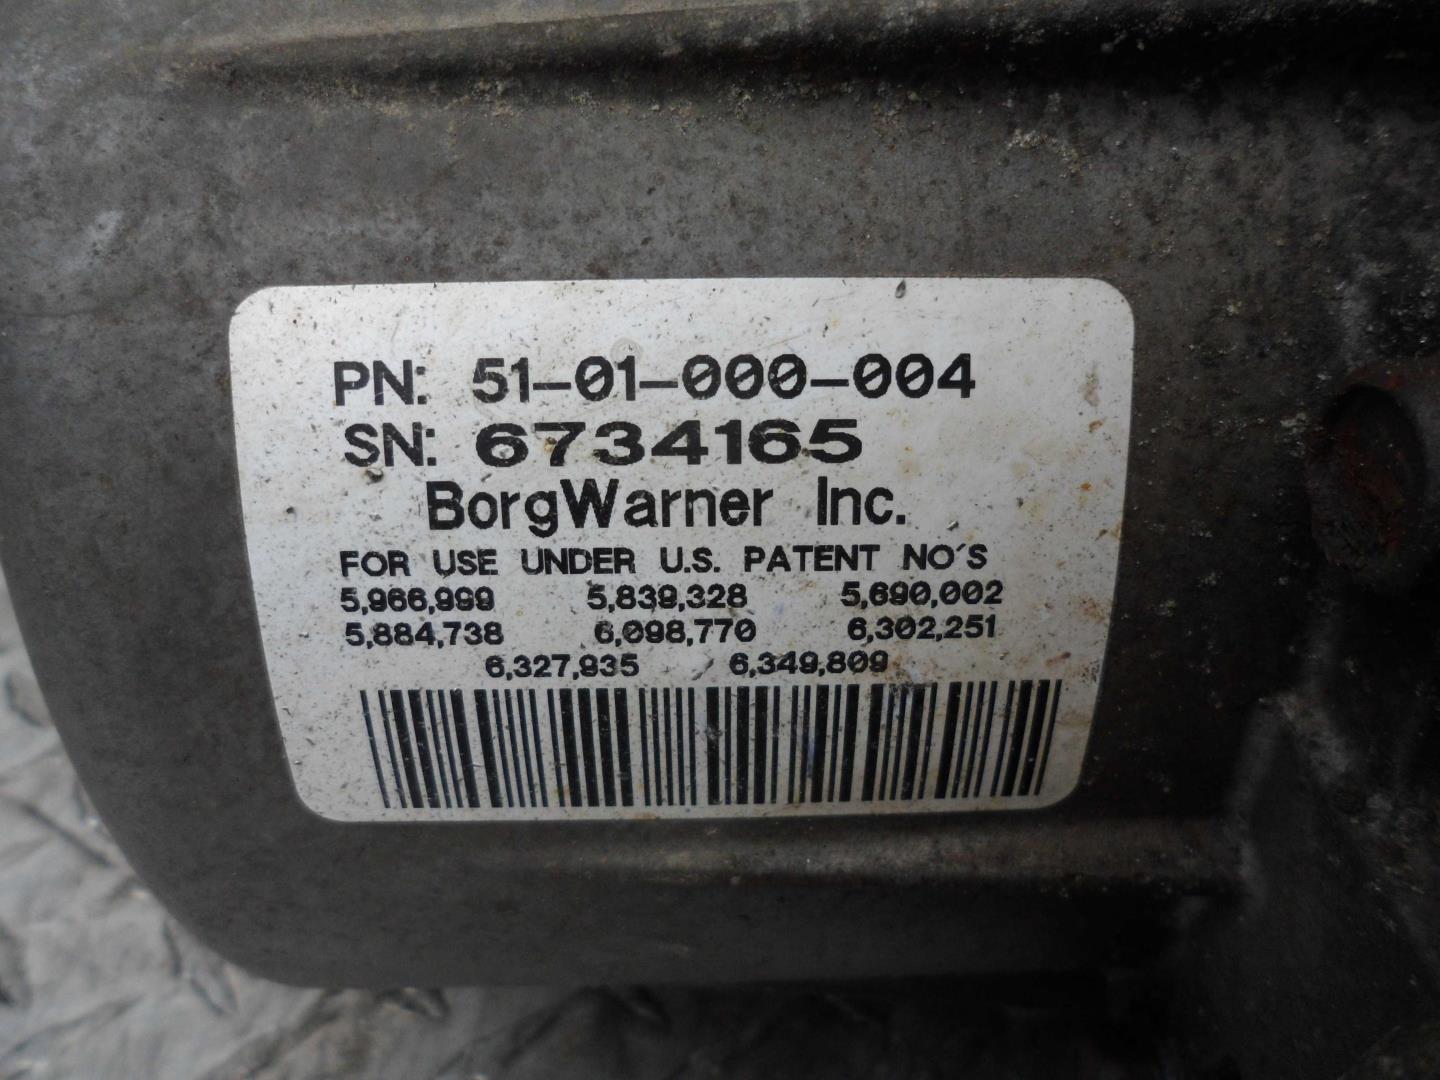 PN: 51-01-000-004
SN: 6734165
BorgWarner Inc.
FOR USE UNDER U.S. PATENT NO'S
5,966,999 5,839,328 5,690,002
5,884,738 6,098,770 6,302,251
6,327,935 6,349,809